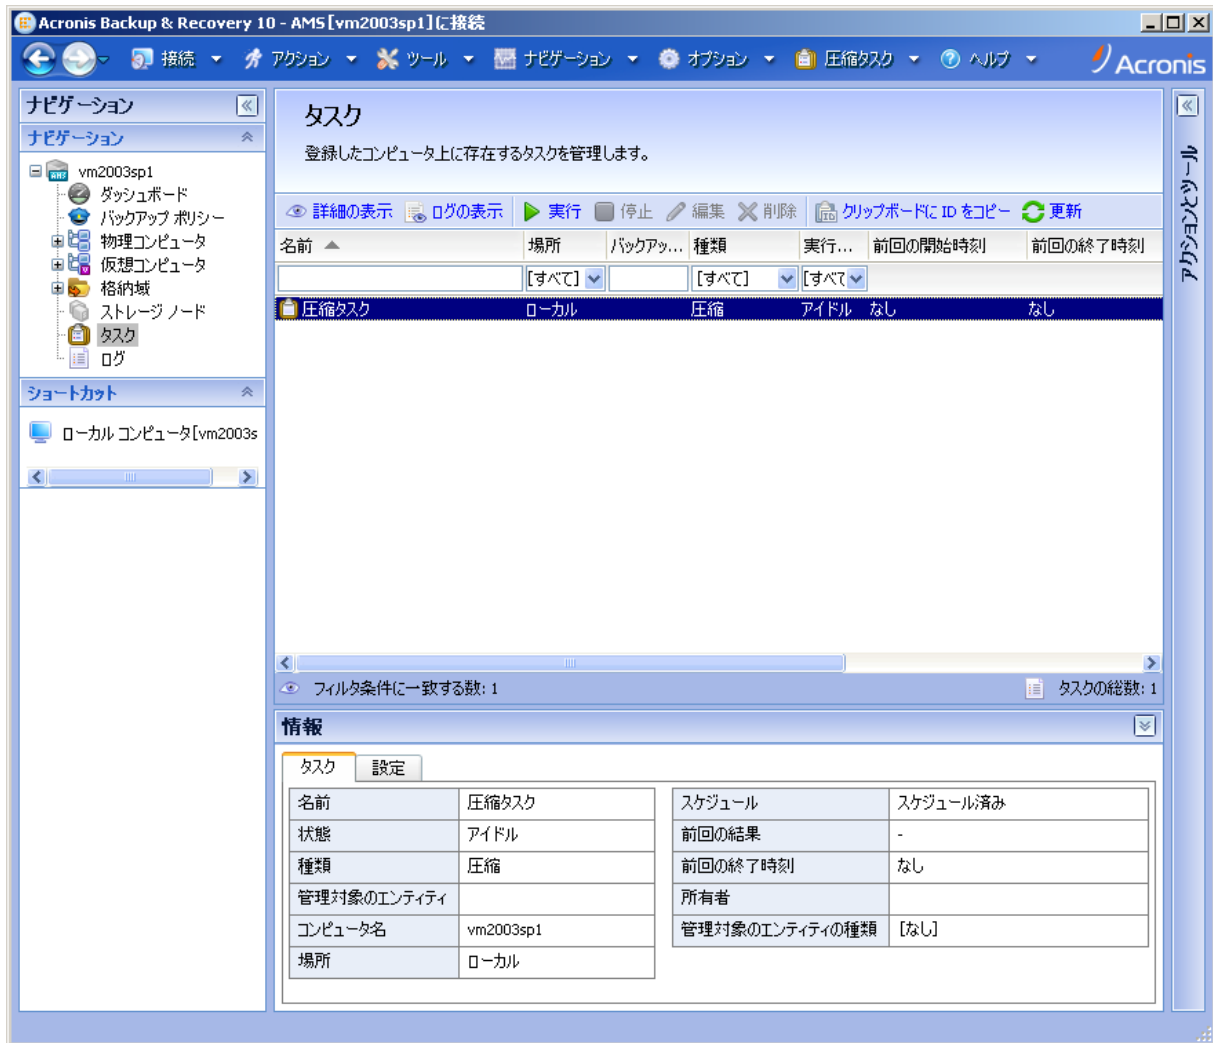 Acronis Backup & Recovery 10 - AMS[vm2003sp1]に接続
接続 アクション ツール ナビゲーション オプション 圧縮タスク ヘルプ Acronis
ナビゲーション
ナビゲーション
vm2003sp1
ダッシュボード
バックアップ ポリシー
物理コンピュータ
仮想コンピュータ
格納域
ストレージ ノード
タスク
ログ
ショートカット
ローカル コンピュータ[vm2003s
タスク
登録したコンピュータ上に存在するタスクを管理します。
詳細の表示 ログの表示 実行 停止 編集 削除 クリップボードに ID をコピー 更新
名前 場所 バックアッ... 種類 実行... 前回の開始時刻 前回の終了時刻
[すべて] [すべて] [すべて
圧縮タスク ローカル 圧縮 アイドル なし なし
フィルタ条件に一致する数: 1 タスクの総数: 1
情報
タスク 設定
名前 圧縮タスク
状態 アイドル
種類 圧縮
管理対象のエンティティ
コンピュータ名 vm2003sp1
場所 ローカル
スケジュール スケジュール済み
前回の結果 -
前回の終了時刻 なし
所有者
管理対象のエンティティの種類 [なし]
アクションとツール